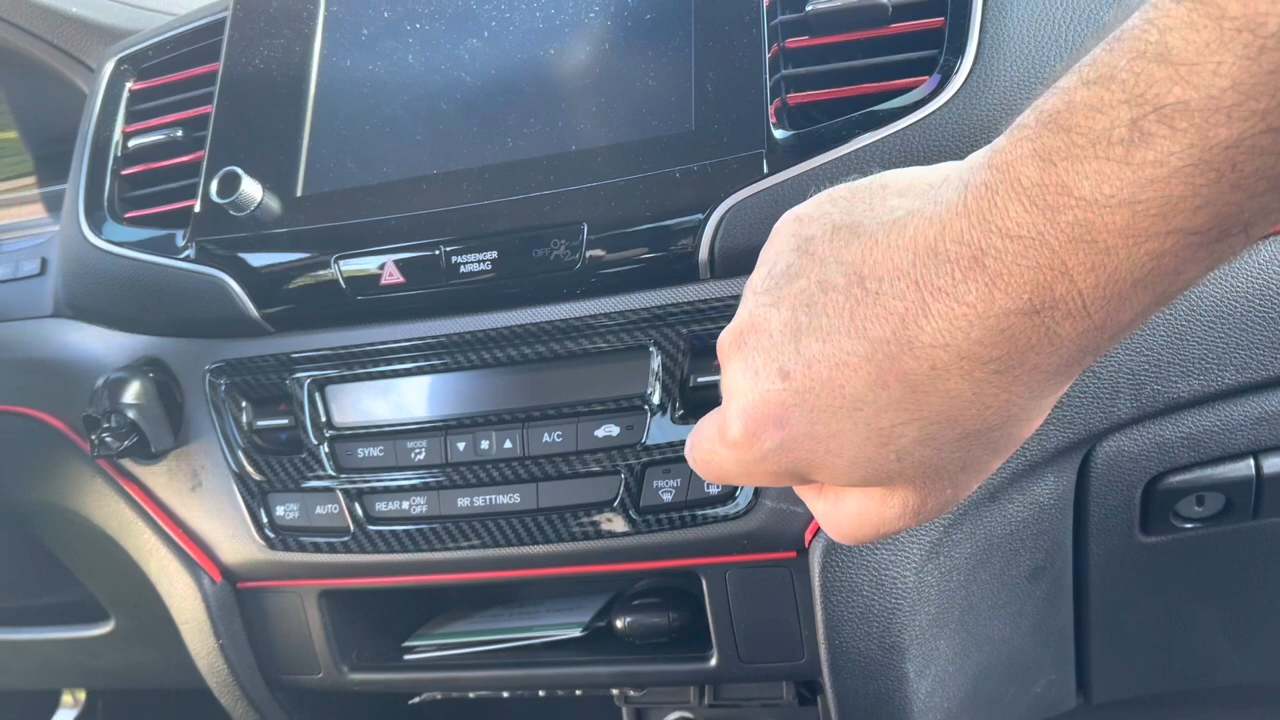 PASSENGER
AIRBAG
OFF
SYNC
MODE
A/C
ON/
OFF
AUTO
REAR
ON/
OFF
RR SETTINGS
FRONT